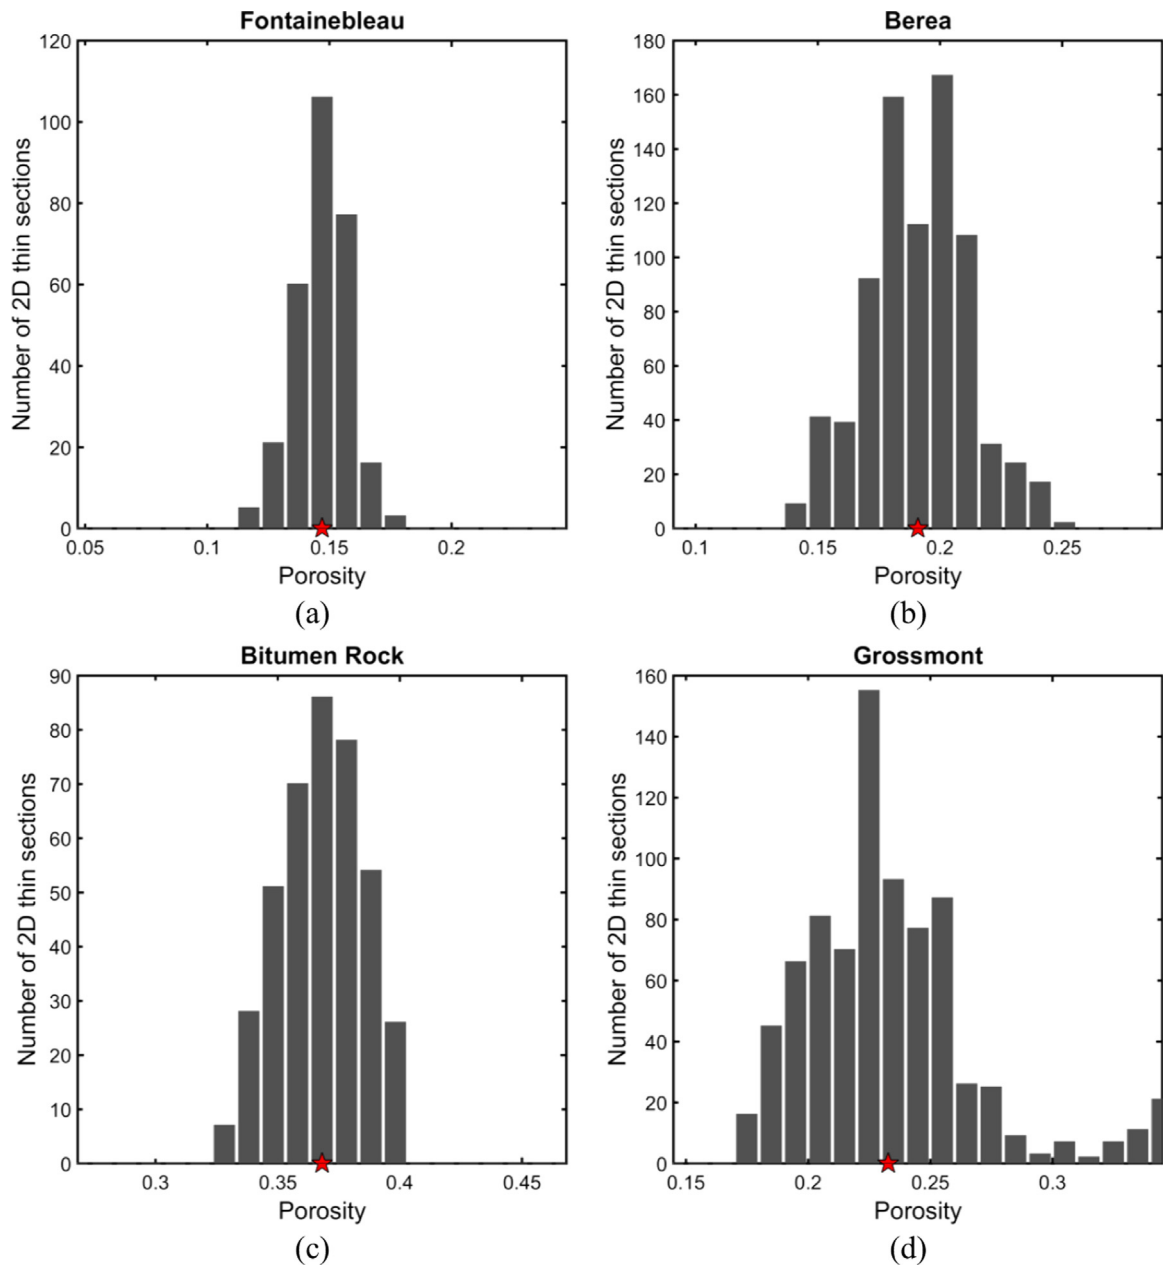 Fontainebleau
Number of 2D thin sections
120
100
80
60
40
20
0
0.05 0.1 0.15 0.2
Porosity
(a)
Berea
Number of 2D thin sections
180
160
140
120
100
80
60
40
20
0
0.1 0.15 0.2 0.25
Porosity
(b)
Bitumen Rock
Number of 2D thin sections
90
80
70
60
50
40
30
20
10
0
0.3 0.35 0.4 0.45
Porosity
(c)
Grossmont
Number of 2D thin sections
160
140
120
100
80
60
40
20
0
0.15 0.2 0.25 0.3
Porosity
(d)